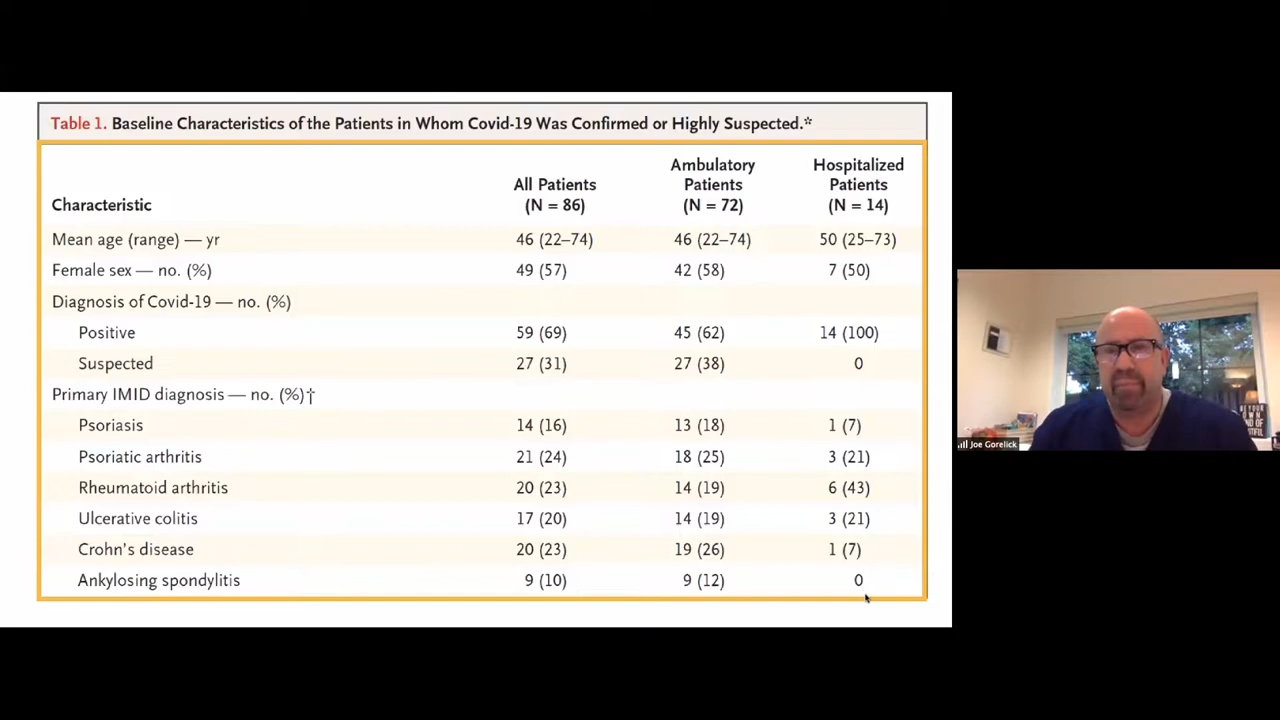 Table 1. Baseline Characteristics of the Patients in Whom Covid-19 Was Confirmed or Highly Suspected.*
Characteristic All Patients (N = 86) Ambulatory Patients (N = 72) Hospitalized Patients (N = 14)
Mean age (range) — yr 46 (22–74) 46 (22–74) 50 (25–73)
Female sex — no. (%) 49 (57) 42 (58) 7 (50)
Diagnosis of Covid-19 — no. (%)
Positive 59 (69) 45 (62) 14 (100)
Suspected 27 (31) 27 (38) 0
Primary IMID diagnosis — no. (%)†
Psoriasis 14 (16) 13 (18) 1 (7)
Psoriatic arthritis 21 (24) 18 (25) 3 (21)
Rheumatoid arthritis 20 (23) 14 (19) 6 (43)
Ulcerative colitis 17 (20) 14 (19) 3 (21)
Crohn's disease 20 (23) 19 (26) 1 (7)
Ankylosing spondylitis 9 (10) 9 (12) 0
Joe Gorelick